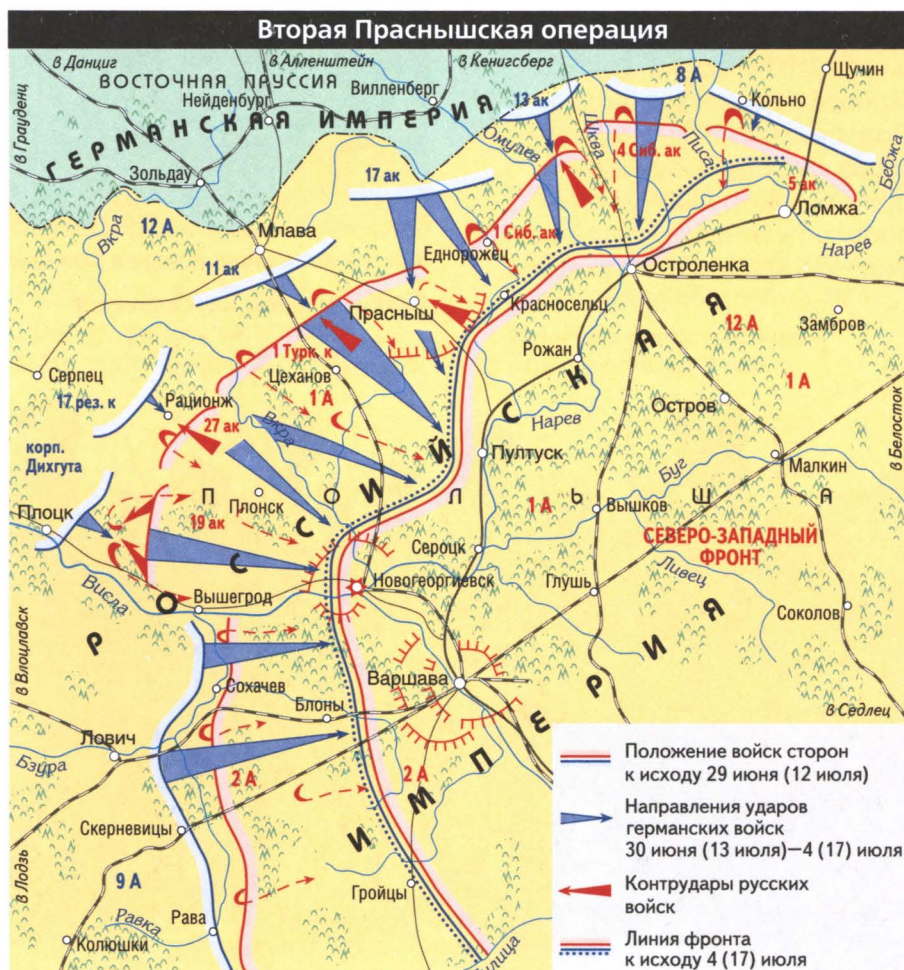 Вторая Праснышская операция
в Данциг
в Алленштейн
в Кенигсберг
8 А
Щучин
ВОСТОЧНАЯ ПРУССИЯ
Вилленберг
13 ак
Кольно
Нейденбург
в Грауденц
ГЕРМАНСКАЯ ИМПЕРИЯ
Омулев
Шква
4 Сиб. ак
Писа
Бебжа
Зольдау
17 ак
5 ак
12 А
Вкра
Млава
1 Сиб. ак
Ломжа
Еднорожец
Нарев
11 ак
Остроленка
Прасныш
Красносельц
12 А
Замбров
1 Турк. к
Рожан
Серпец
Цеханов
17 рез. к
Рационж
1 А
1 А
Остров
Вкра
27 ак
Нарев
в Белосток
корп.
Дихгута
Пултуск
Буг
Малкин
ПОЛЬША
Плоцк
Плонск
19 ак
1 А
Вышков
СЕВЕРО-ЗАПАДНЫЙ
ФРОНТ
Сероцк
Новогеоргиевск
Ливец
Висла
Вышегрод
Глушь
Соколов
РОССИЙСКАЯ ИМПЕРИЯ
в Влоцлавск
Варшава
Сохачев
Блоны
в Седлец
Лович
Бзура
2 А
2 А
Скерневицы
в Лодзь
9 А
Гройцы
Равка
Рава
Колюшки
илица
Положение войск сторон
к исходу 29 июня (12 июля)
Направления ударов
германских войск
30 июня (13 июля)—4 (17) июля
Контрудары русских
войск
Линия фронта
к исходу 4 (17) июля